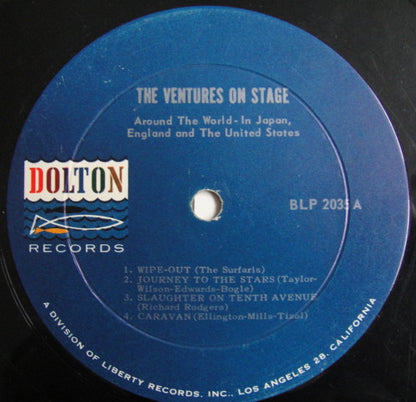 THE VENTURES ON STAGE
Around The World-In Japan,
England and The United States
DOLTON
RECORDS
BLP 2035 A
1. WIPE-OUT (The Surfaris)
2. JOURNEY TO THE STARS (Taylor-
Wilson-Edwards-Bogle)
3. SLAUGHTER ON TENTH AVENUE
(Richard Rodgers)
4. CARAVAN (Ellington-Mills-Tizol)
A DIVISION OF LIBERTY RECORDS, INC., LOS ANGELES 28, CALIFORNIA